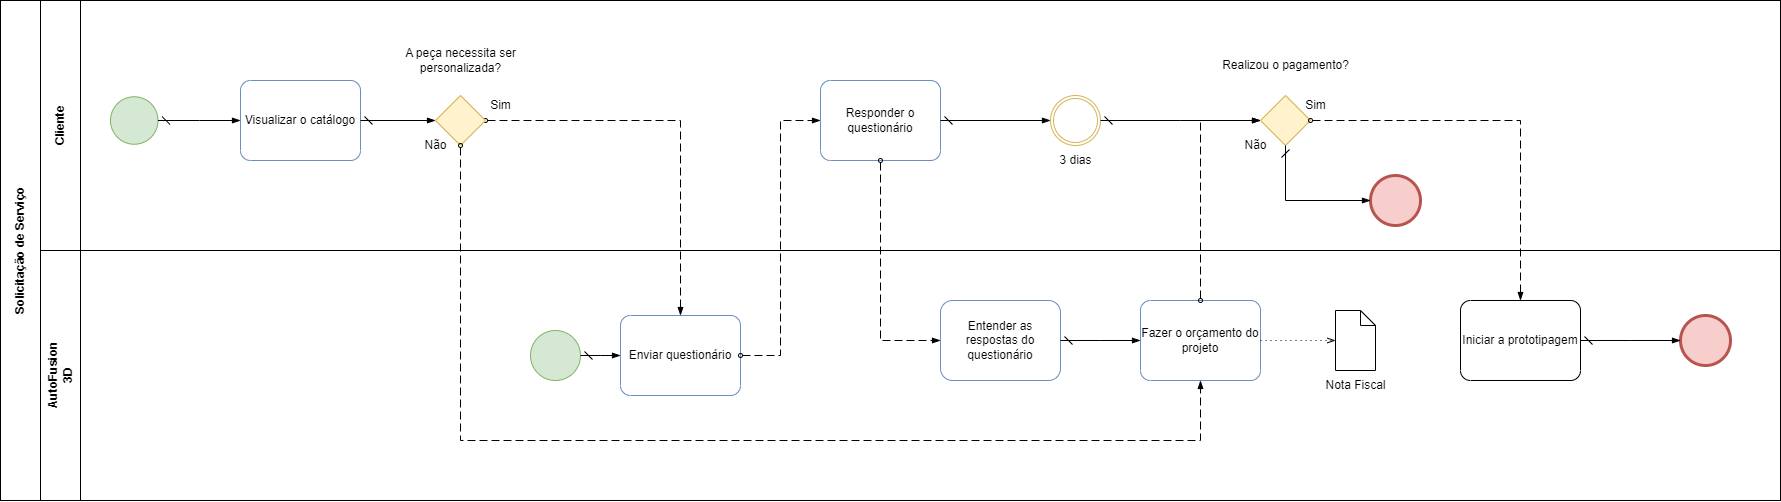 Solicitação de Serviço
Cliente
A peça necessita ser
personalizada?
Visualizar o catálogo
Sim
Não
Responder o
questionário
3 dias
Realizou o pagamento?
Sim
Não
AutoFusion
3D
Enviar questionário
Entender as
respostas do
questionário
Fazer o orçamento do
projeto
Nota Fiscal
Iniciar a prototipagem